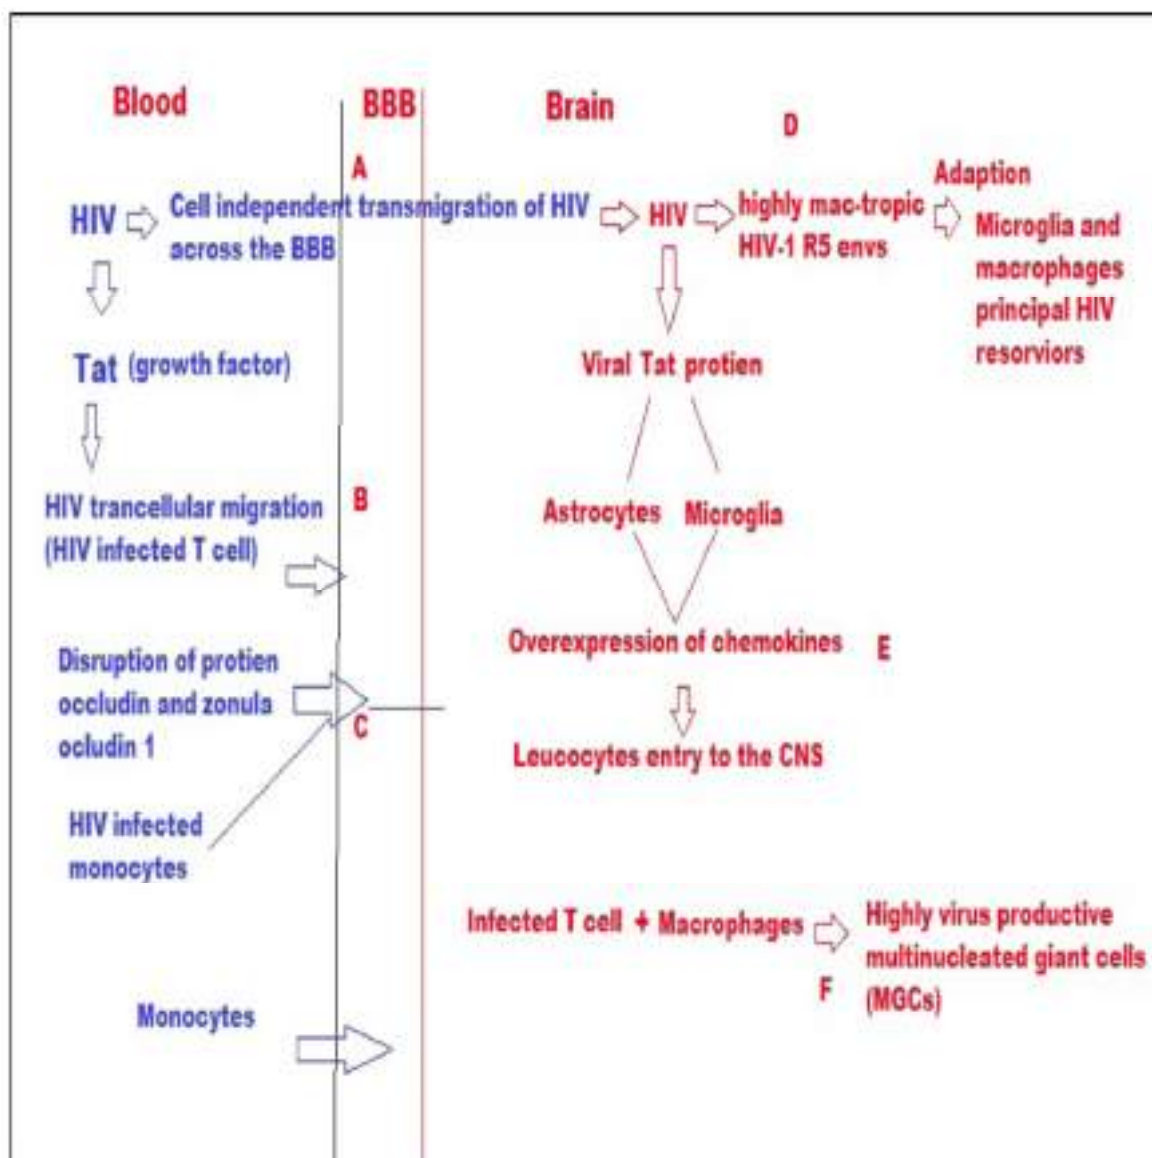 Blood
BBB
Brain
D
A
HIV
Cell independent transmigration of HIV
across the BBB
HIV
highly mac-tropic
HIV-1 R5 envs
Adaption
Microglia and
macrophages
principal HIV
resorviors
Tat (growth factor)
Viral Tat protien
HIV trancellular migration
(HIV infected T cell)
B
Astrocytes
Microglia
Overexpression of chemokines
E
Disruption of protien
occludin and zonula
ocludin 1
C
Leucocytes entry to the CNS
HIV infected
monocytes
Infected T cell + Macrophages
F
Highly virus productive
multinucleated giant cells
(MGCs)
Monocytes